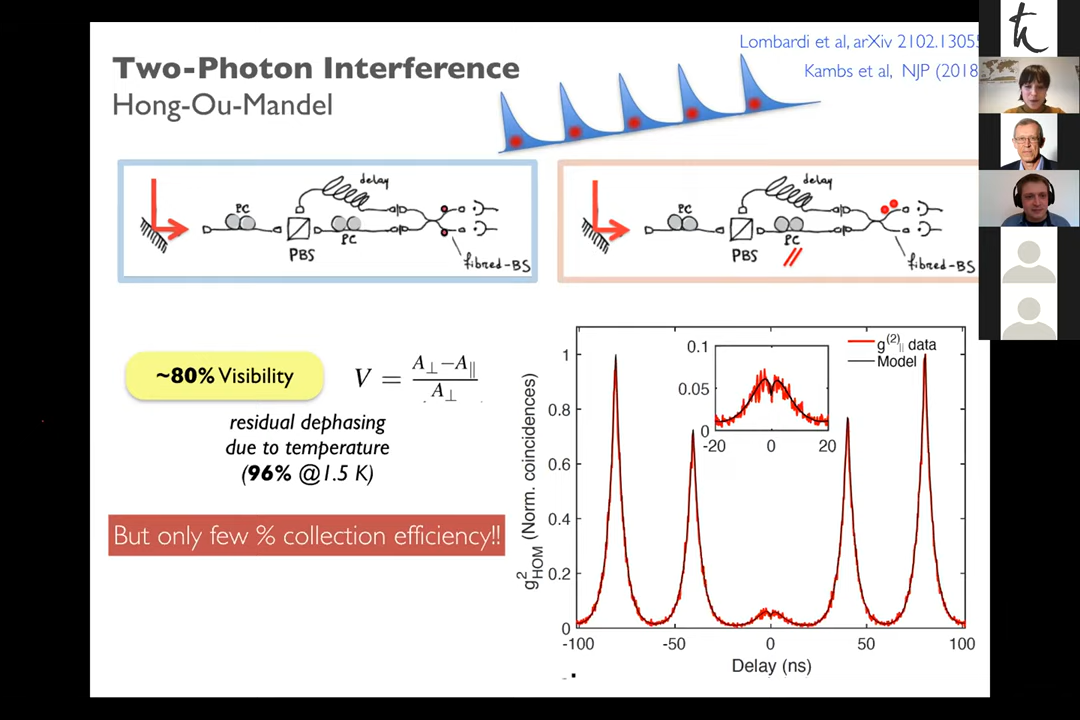 Two-Photon Interference
Hong-Ou-Mandel
Lombardi et al, arXiv 2102.13055
Kambs et al, NJP (2018
PC
PBS
delay
PC
fibred-BS
PC
PBS
delay
PC
fibred-BS
~80% Visibility
V = A⊥−A∥ / A⊥
residual dephasing
due to temperature
(96% @1.5 K)
But only few % collection efficiency!!
g²HOM (Norm. coincidences)
1
0.8
0.6
0.4
0.2
0
-100 -50 0 50 100
Delay (ns)
0.1
0.05
0
-20 0 20
g(2)|| data
Model